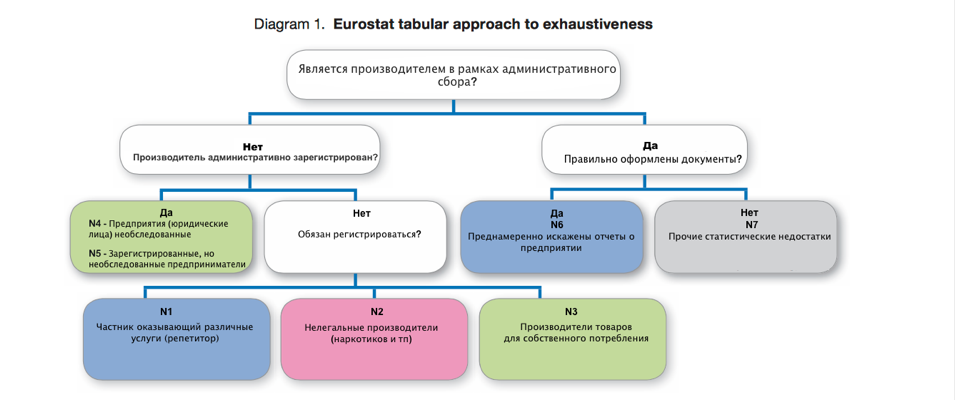 Diagram 1. Eurostat tabular approach to exhaustiveness
Является производителем в рамках административного
сбора?
Нет
Производитель административно зарегистрирован?
Да
Правильно оформлены документы?
Да
N4 - Предприятия (юридические
лица) необследованные
N5 - Зарегистрированные, но
необследованные предприниматели
Нет
Обязан регистрироваться?
Да
N6
Преднамеренно искажены отчеты о
предприятии
Нет
N7
Прочие статистические недостатки
N1
Частник оказывающий различные
услуги (репетитор)
N2
Нелегальные производители
(наркотиков и тп)
N3
Производители товаров
для собственного потребления